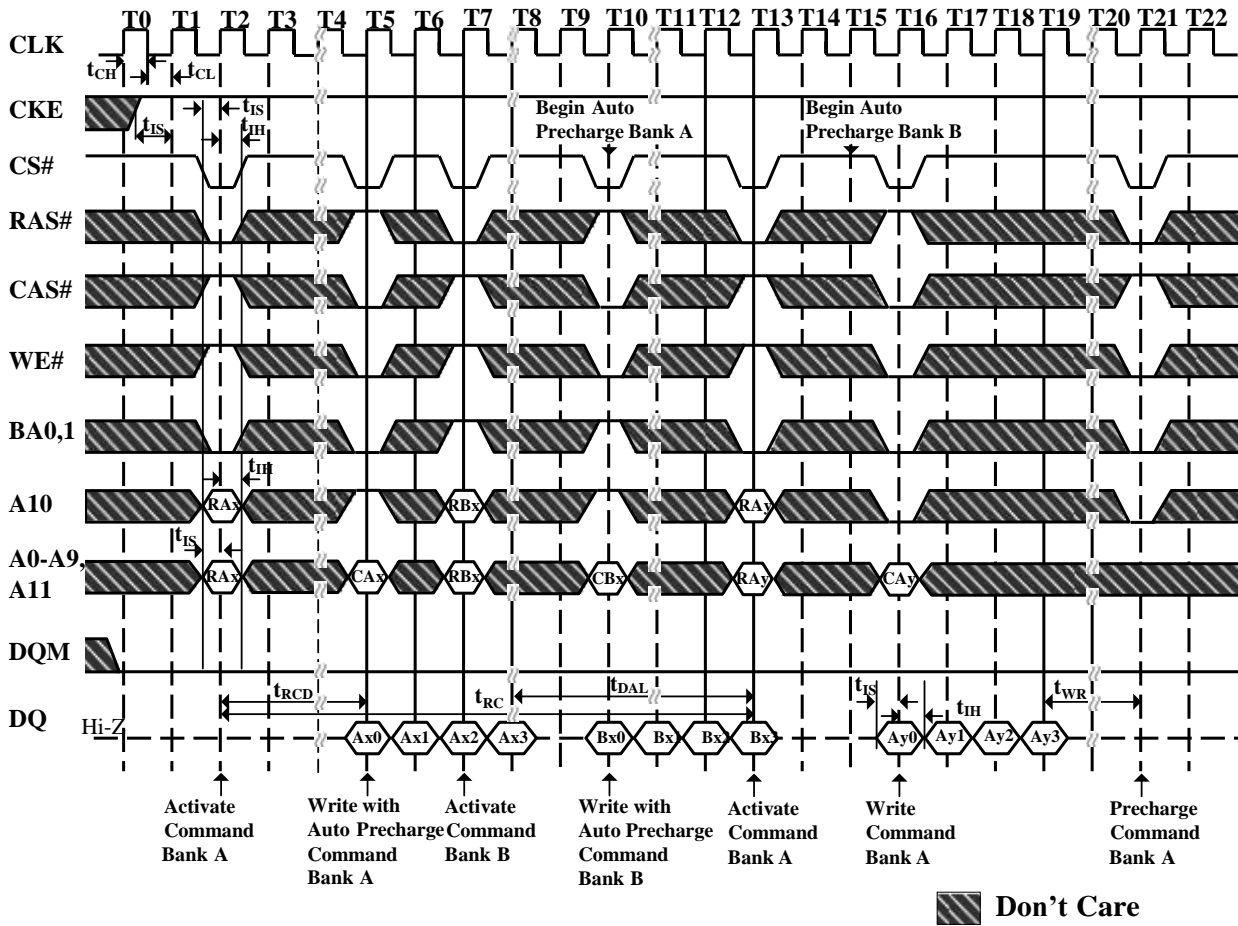 T0 T1 T2 T3 T4 T5 T6 T7 T8 T9 T10 T11 T12 T13 T14 T15 T16 T17 T18 T19 T20 T21 T22
CLK
tCH tCL
CKE
tIS tIS
tIH
Begin Auto
Precharge Bank A
Begin Auto
Precharge Bank B
CS#
RAS#
CAS#
WE#
BA0,1
tIH
A10
RAx RBx RAy
tIS
A0-A9,
A11
RAx CAx RBx CBx RAy CAy
DQM
tRCD tRC tDAL tIS tIH tWR
DQ
Hi-Z
Ax0 Ax1 Ax2 Ax3 Bx0 Bx1 Bx2 Bx3 Ay0 Ay1 Ay2 Ay3
Activate
Command
Bank A
Write with
Auto Precharge
Command
Bank A
Activate
Command
Bank B
Write with
Auto Precharge
Command
Bank B
Activate
Command
Bank A
Write
Command
Bank A
Precharge
Command
Bank A
Don't Care